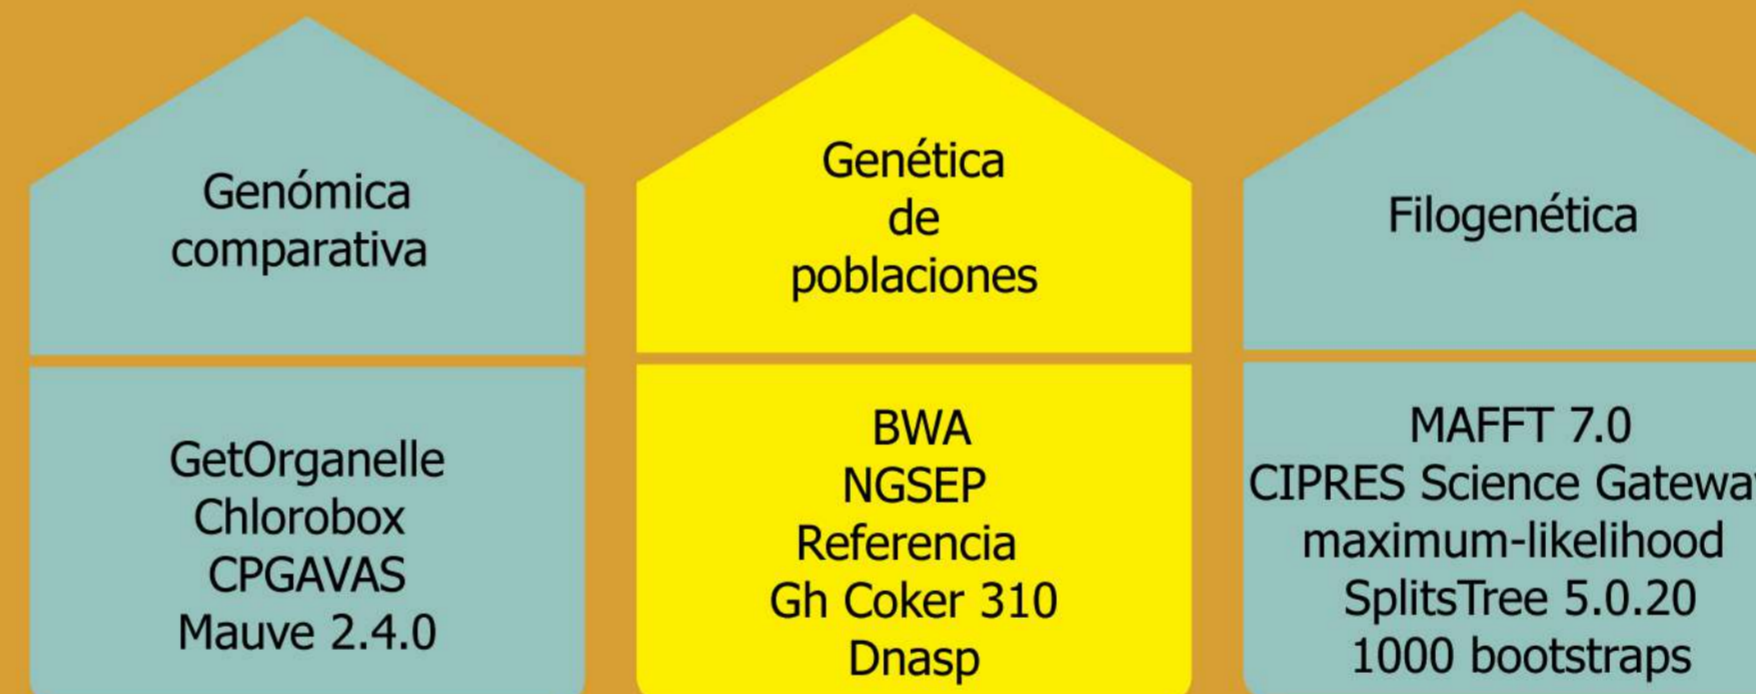 Genómica
comparativa
GetOrganelle
Chlorobox
CPGAVAS
Mauve 2.4.0
Genética
de
poblaciones
BWA
NGSEP
Referencia
Gh Coker 310
Dnasp
Filogenética
MAFFT 7.0
CIPRES Science Gateway
maximum-likelihood
SplitsTree 5.0.20
1000 bootstraps